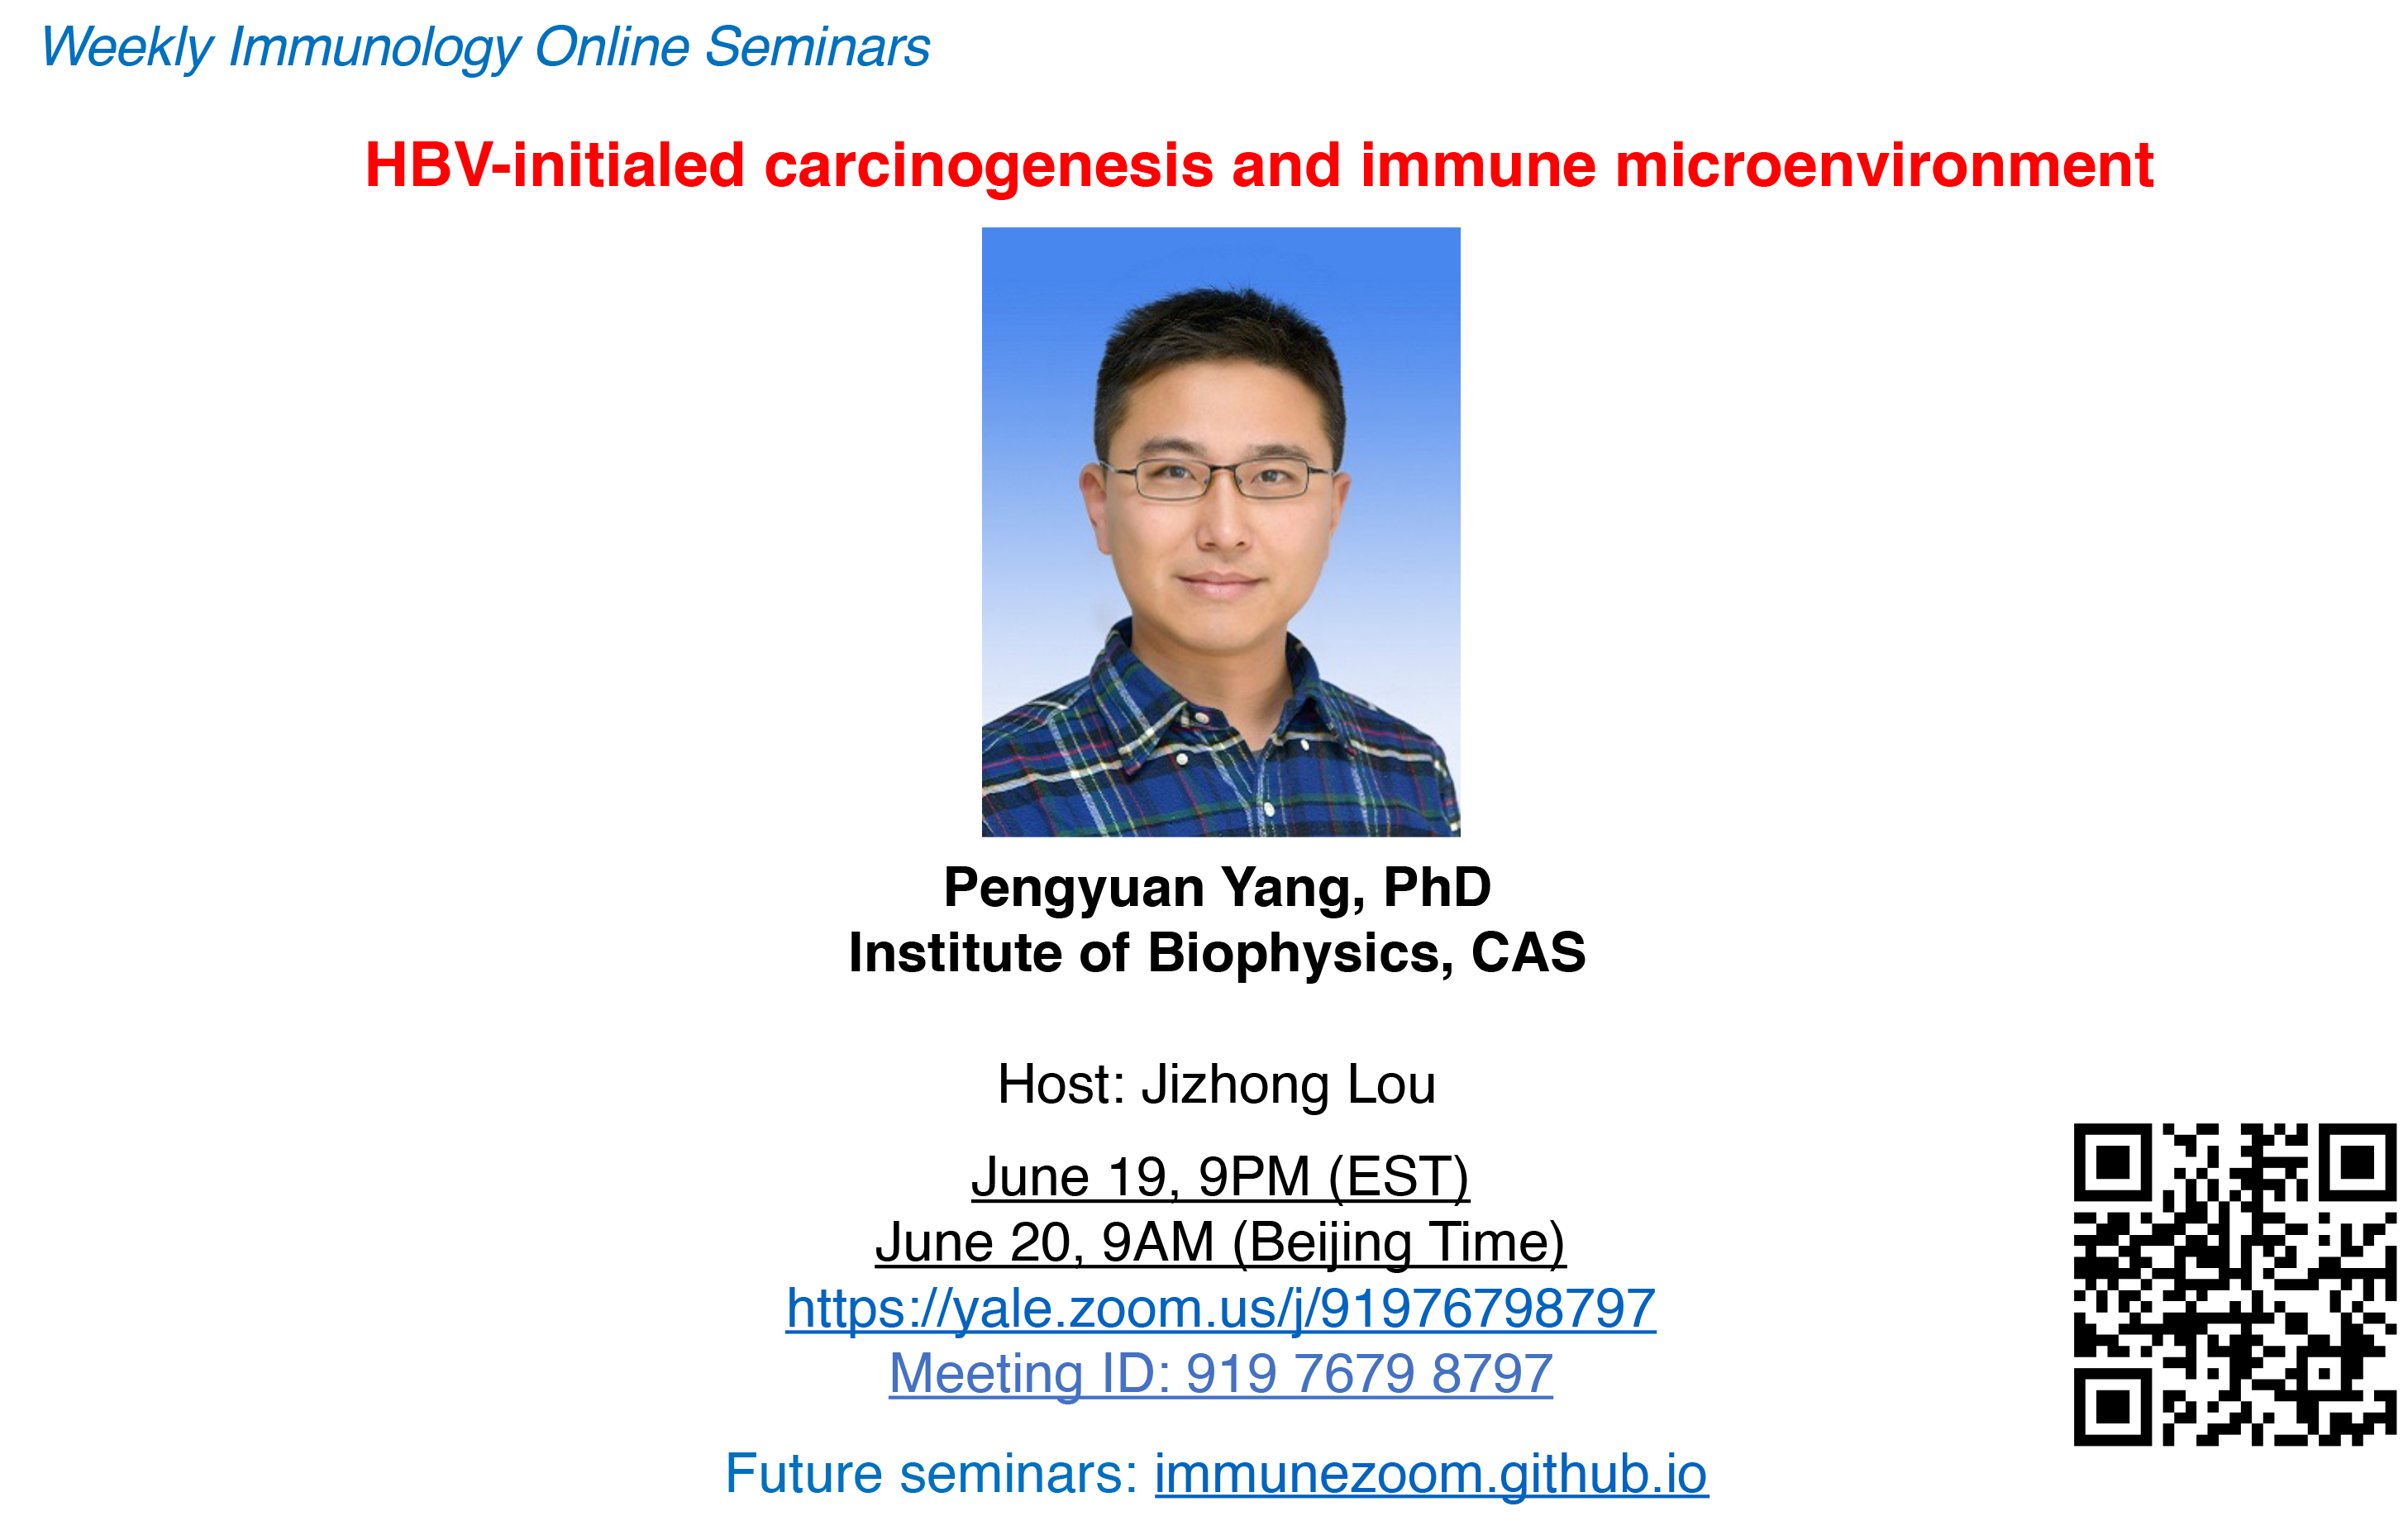 Weekly Immunology Online Seminars
HBV-initialed carcinogenesis and immune microenvironment
Pengyuan Yang, PhD
Institute of Biophysics, CAS
Host: Jizhong Lou
June 19, 9PM (EST)
June 20, 9AM (Beijing Time)
https://yale.zoom.us/j/91976798797
Meeting ID: 919 7679 8797
Future seminars: immunezoom.github.io